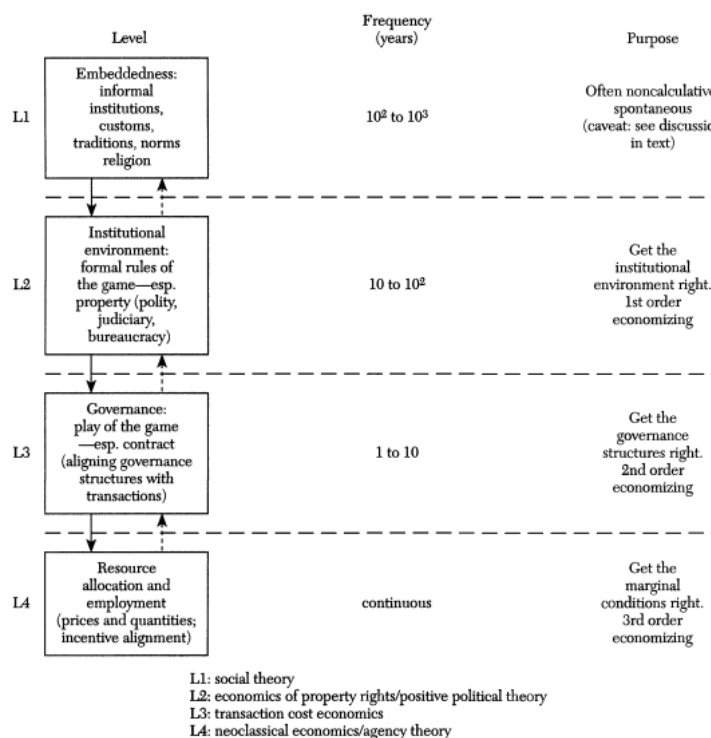 Level
Frequency
(years)
Purpose
L1
Embeddedness:
informal
institutions,
customs,
traditions, norms
religion
10² to 10³
Often noncalculative
spontaneous
(caveat: see discussion
in text)
L2
Institutional
environment:
formal rules of
the game—esp.
property (polity,
judiciary,
bureaucracy)
10 to 10²
Get the
institutional
environment right.
1st order
economizing
L3
Governance:
play of the game
—esp. contract
(aligning governance
structures with
transactions)
1 to 10
Get the
governance
structures right.
2nd order
economizing
L4
Resource
allocation and
employment
(prices and quantities;
incentive alignment)
continuous
Get the
marginal
conditions right.
3rd order
economizing
L1: social theory
L2: economics of property rights/positive political theory
L3: transaction cost economics
L4: neoclassical economics/agency theory